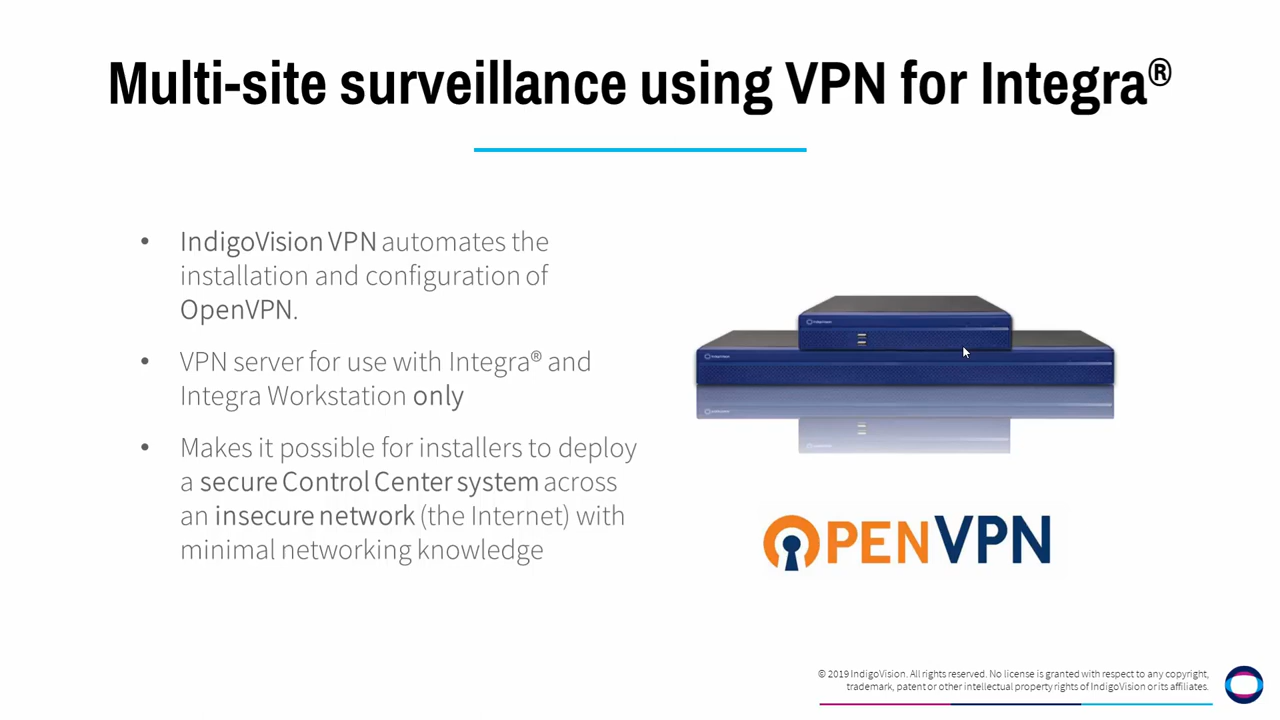 Multi-site surveillance using VPN for Integra®
• IndigoVision VPN automates the
installation and configuration of
OpenVPN.
• VPN server for use with Integra® and
Integra Workstation only
• Makes it possible for installers to deploy
a secure Control Center system across
an insecure network (the Internet) with
minimal networking knowledge
OPENVPN
© 2019 IndigoVision. All rights reserved. No license is granted with respect to any copyright,
trademark, patent or other intellectual property rights of IndigoVision or its affiliates.